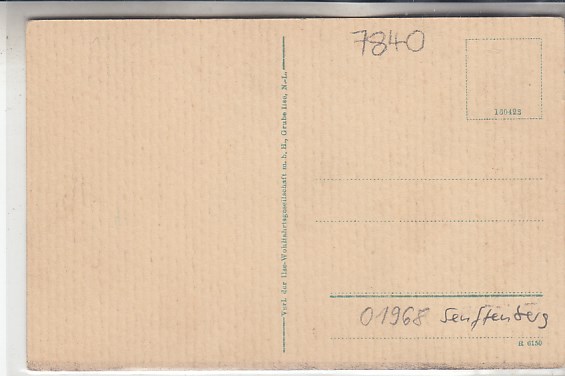 7840
130423
Verl. der Ilse-Wohlfahrtsgesellschaft m. b. H., Grube Ilse, N.-L.
01968 Senftenberg
R 6150